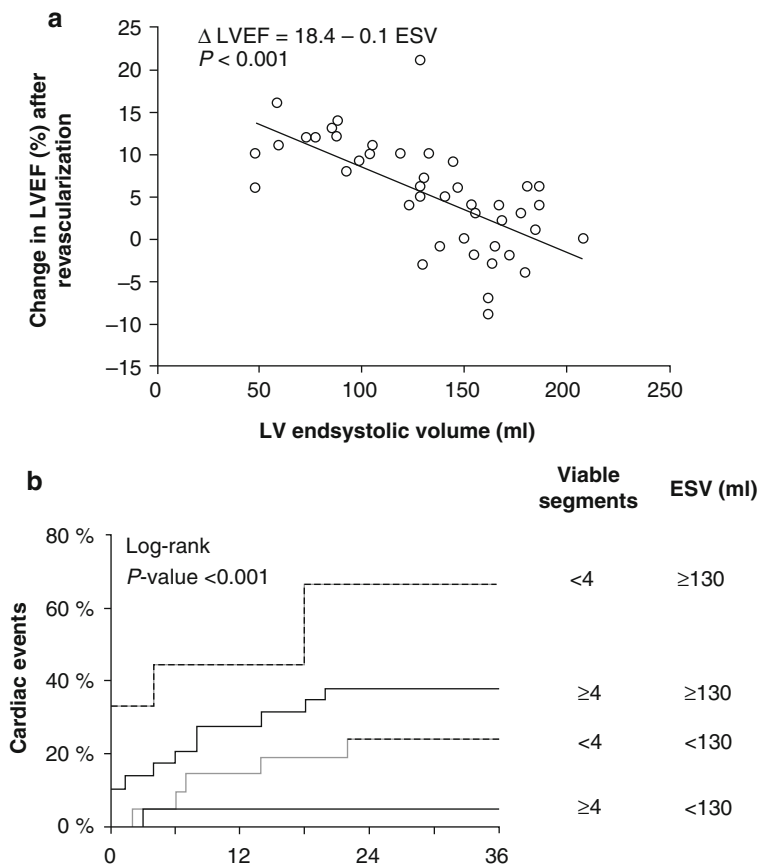 a
Δ LVEF = 18.4 – 0.1 ESV
P < 0.001
Change in LVEF (%) after
revascularization
25
20
15
10
5
0
–5
–10
–15
0
50
100
150
200
250
LV endsystolic volume (ml)
b
Viable
segments
ESV (ml)
Cardiac events
80 %
60 %
40 %
20 %
0 %
Log-rank
P-value <0.001
<4
≥130
≥4
≥130
<4
<130
≥4
<130
0
12
24
36